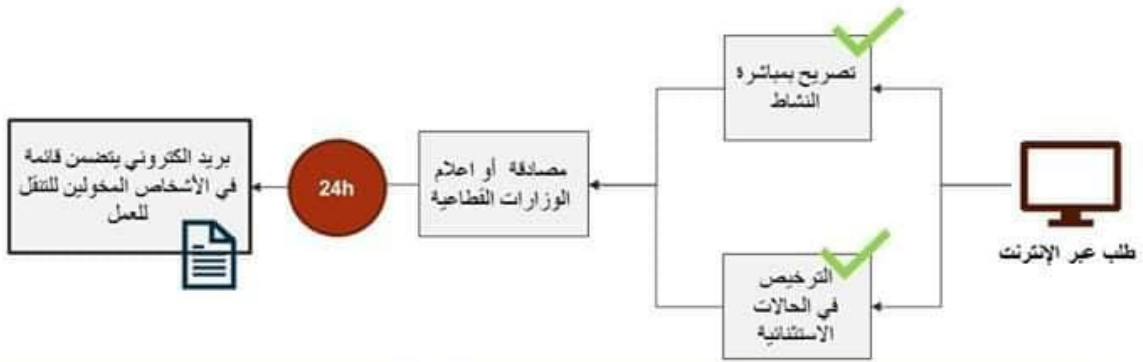 طلب عبر الإنترنت
تصريح بمباشرة
النشاط
الترخيص
في الحالات
الاستثنائية
مصادقة أو اعلام
الوزارات القطاعية
24h
بريد الكتروني يتضمن قائمة
في الأشخاص المخولين للتنقل
للعمل